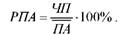 РПА = ЧП / ПА · 100% .